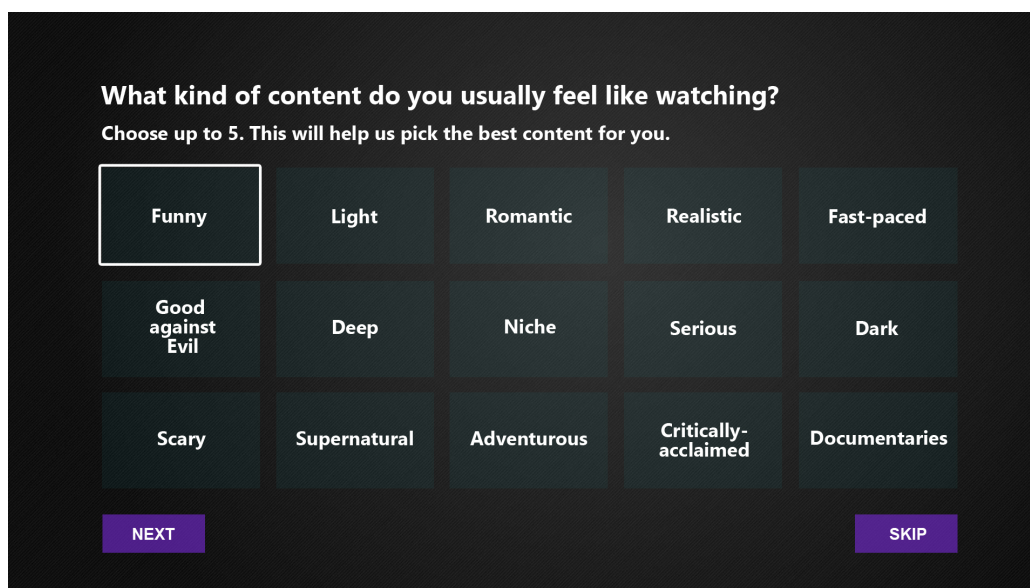 What kind of content do you usually feel like watching?
Choose up to 5. This will help us pick the best content for you.
Funny
Light
Romantic
Realistic
Fast-paced
Good
against
Evil
Deep
Niche
Serious
Dark
Scary
Supernatural
Adventurous
Critically-
acclaimed
Documentaries
NEXT
SKIP